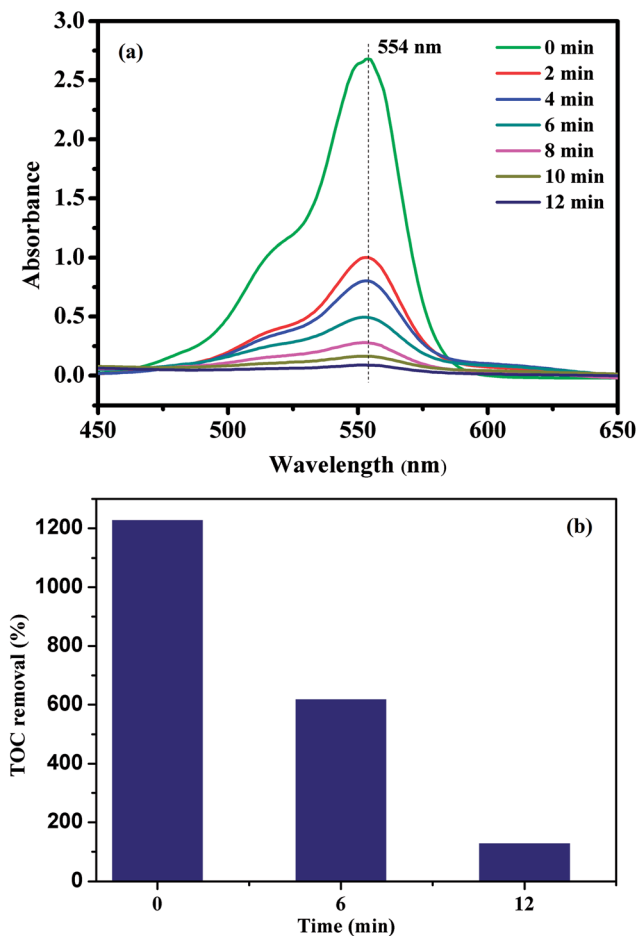 (a)
554 nm
0 min
2 min
4 min
6 min
8 min
10 min
12 min
3.0
2.5
2.0
1.5
1.0
0.5
0.0
Absorbance
450
500
550
600
650
Wavelength (nm)
(b)
1200
1000
800
600
400
200
0
TOC removal (%)
0
6
12
Time (min)